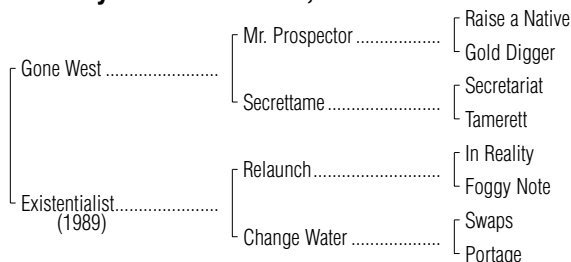 Raise a Native
Mr. Prospector ....................
Gold Digger
Gone West ..........................
Secretariat
Secrettame ..........................
Tamerett
In Reality
Relaunch .............................
Foggy Note
Existentialist ........................
(1989)
Swaps
Change Water .....................
Portage